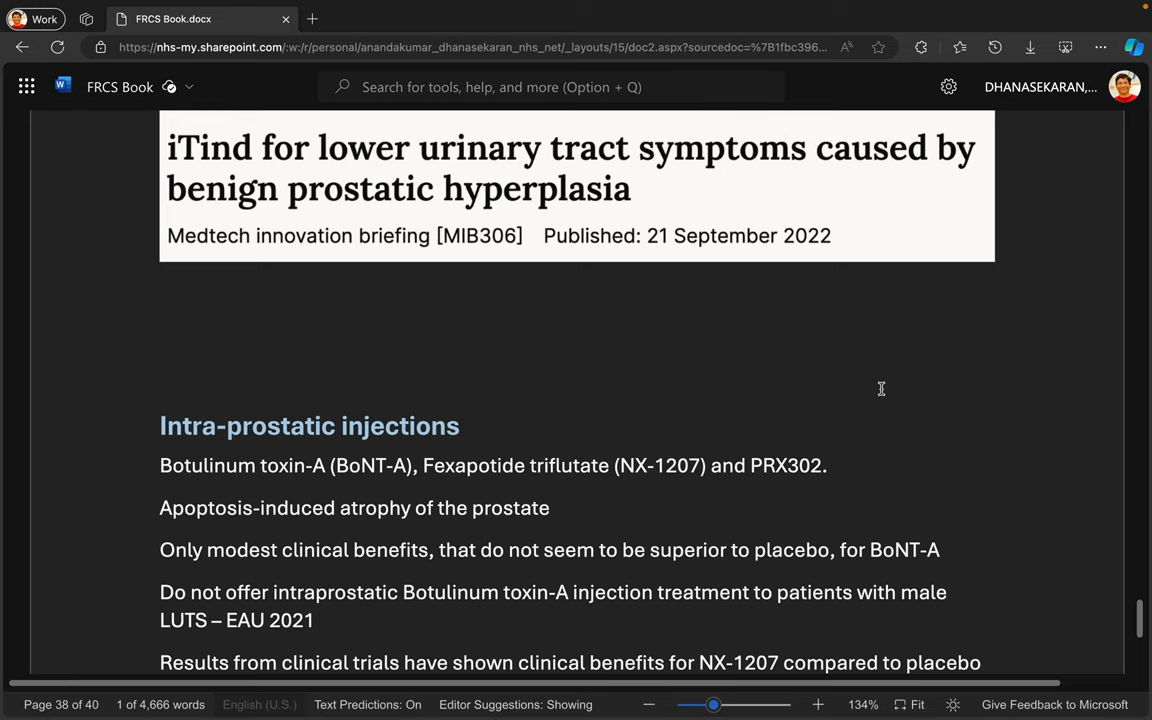 Work
FRCS Book.docx
https://nhs-my.sharepoint.com/:w:/r/personal/anandakumar_dhanasekaran_nhs_net/_layouts/15/doc2.aspx?sourcedoc=%7B1fbc396...
FRCS Book
Search for tools, help, and more (Option + Q)
DHANASEKARAN,...
iTind for lower urinary tract symptoms caused by
benign prostatic hyperplasia
Medtech innovation briefing [MIB306] Published: 21 September 2022
Intra-prostatic injections
Botulinum toxin-A (BoNT-A), Fexapotide triflutate (NX-1207) and PRX302.
Apoptosis-induced atrophy of the prostate
Only modest clinical benefits, that do not seem to be superior to placebo, for BoNT-A
Do not offer intraprostatic Botulinum toxin-A injection treatment to patients with male
LUTS – EAU 2021
Results from clinical trials have shown clinical benefits for NX-1207 compared to placebo
Page 38 of 40 1 of 4,666 words English (U.S.) Text Predictions: On Editor Suggestions: Showing 134% Fit Give Feedback to Microsoft